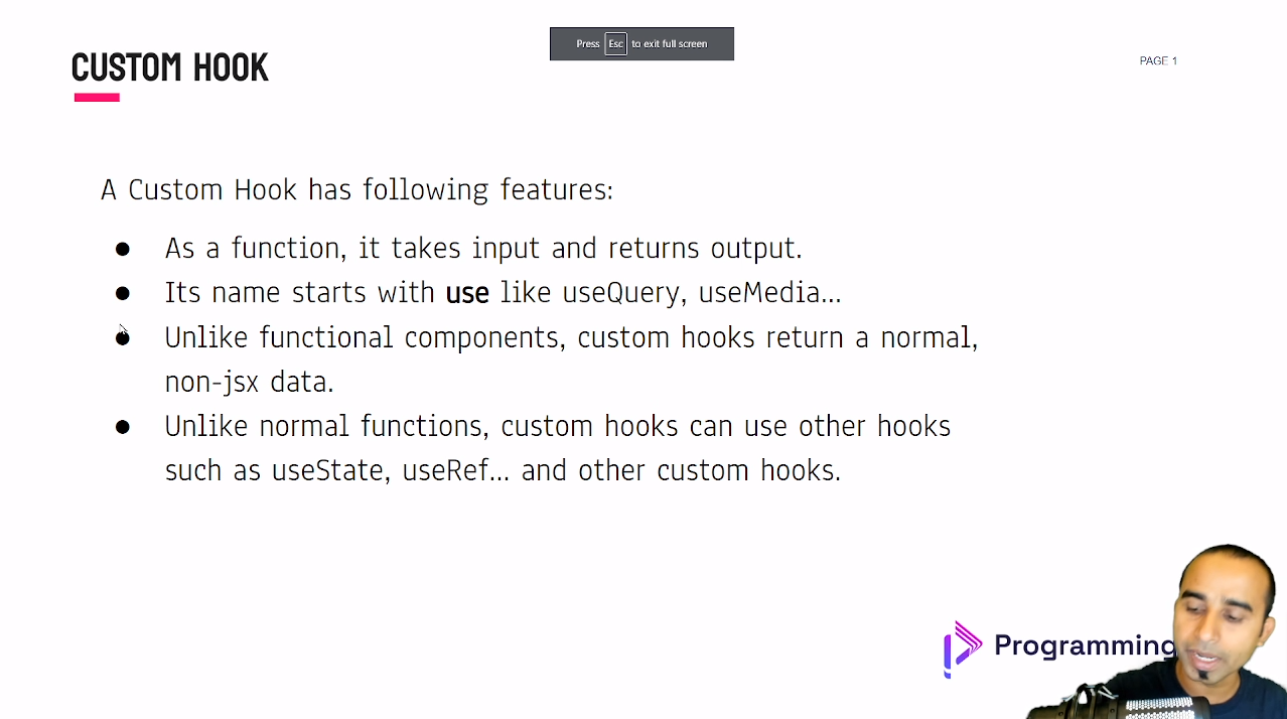 Press Esc to exit full screen
CUSTOM HOOK
PAGE 1
A Custom Hook has following features:
● As a function, it takes input and returns output.
● Its name starts with use like useQuery, useMedia...
● Unlike functional components, custom hooks return a normal,
non-jsx data.
● Unlike normal functions, custom hooks can use other hooks
such as useState, useRef... and other custom hooks.
Programming